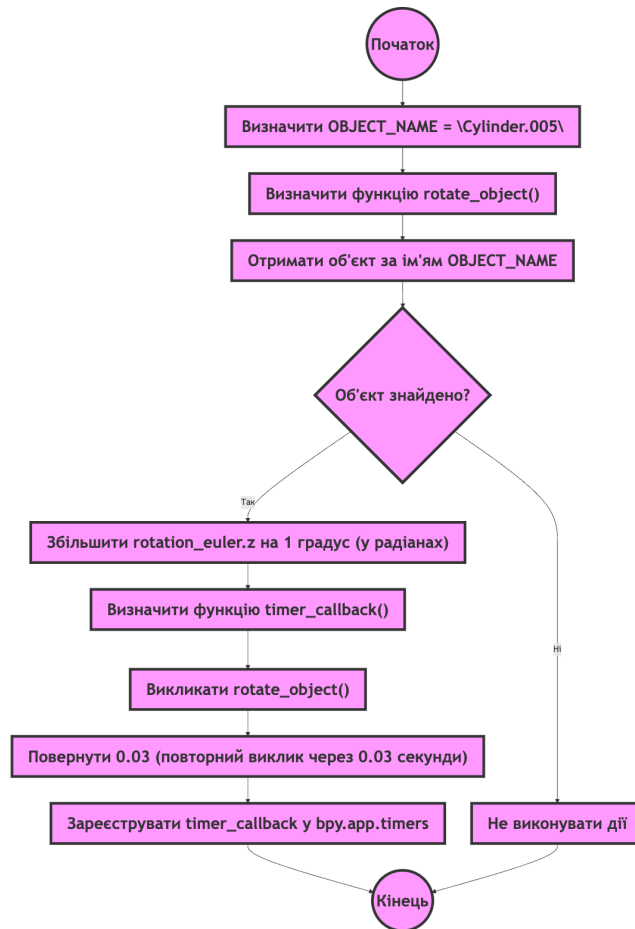 Початок
Визначити OBJECT_NAME = \Cylinder.005\
Визначити функцію rotate_object()
Отримати об'єкт за ім'ям OBJECT_NAME
Об'єкт знайдено?
Так
Збільшити rotation_euler.z на 1 градус (у радіанах)
Визначити функцію timer_callback()
Ні
Викликати rotate_object()
Повернути 0.03 (повторний виклик через 0.03 секунди)
Зареєструвати timer_callback у bpy.app.timers
Не виконувати дії
Кінець